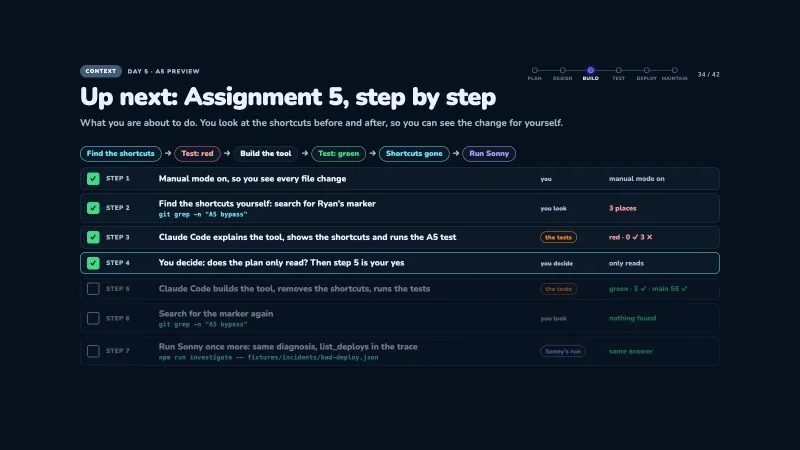 CONTEXT DAY 5 · A5 PREVIEW
PLAN DESIGN BUILD TEST DEPLOY MAINTAIN
34 / 42
Up next: Assignment 5, step by step
What you are about to do. You look at the shortcuts before and after, so you can see the change for yourself.
Find the shortcuts → Test: red → Build the tool → Test: green → Shortcuts gone → Run Sonny
STEP 1 Manual mode on, so you see every file change you manual mode on
STEP 2 Find the shortcuts yourself: search for Ryan's marker you look 3 places
git grep -n "A5 bypass"
STEP 3 Claude Code explains the tool, shows the shortcuts and runs the A5 test the tests red · 0 ✓ 3 ✕
STEP 4 You decide: does the plan only read? Then step 5 is your yes you decide only reads
STEP 5 Claude Code builds the tool, removes the shortcuts, runs the tests the tests green · 3 ✓ · main 56 ✓
STEP 6 Search for the marker again you look nothing found
git grep -n "A5 bypass"
STEP 7 Run Sonny once more: same diagnosis, list_deploys in the trace Sonny's run same answer
npm run investigate -- fixtures/incidents/bad-deploy.json